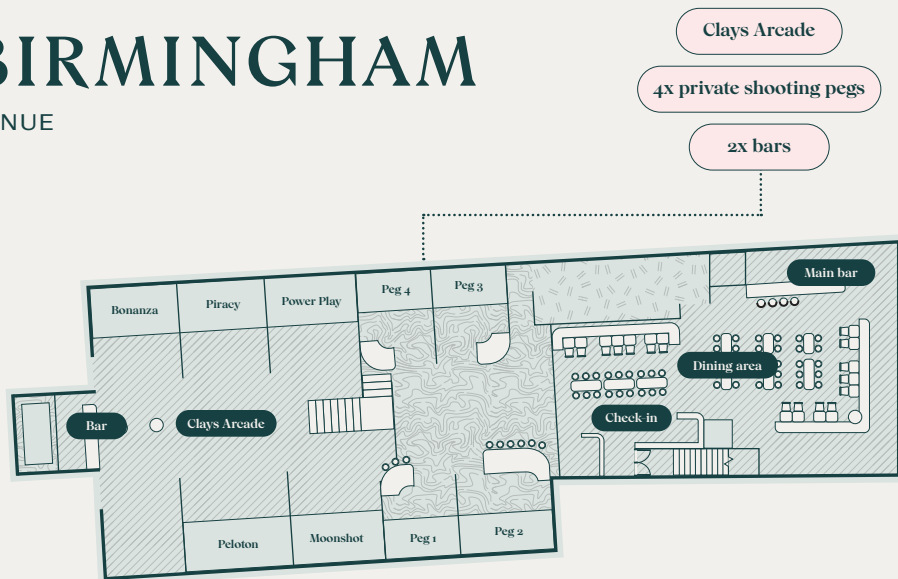 BIRMINGHAM
NUE
Clays Arcade
4x private shooting pegs
2x bars
Main bar
Peg 4
Peg 3
Bonanza
Piracy
Power Play
Dining area
Check-in
Bar
Clays Arcade
Peloton
Moonshot
Peg 1
Peg 2